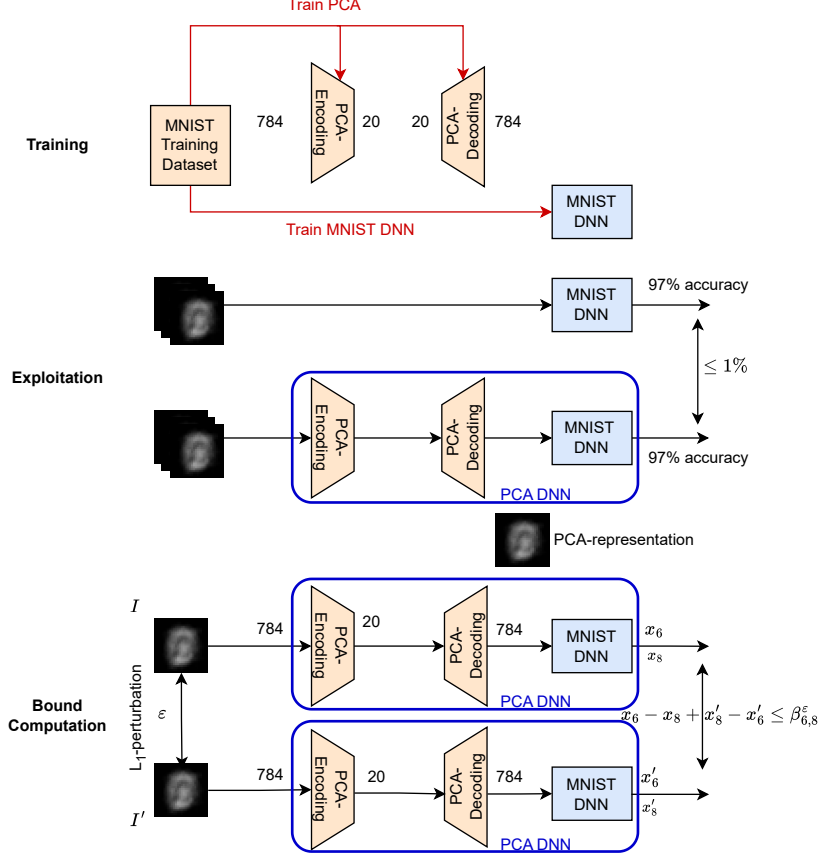 Train PCA
MNIST
Training
Dataset
784
PCA-
Encoding
20
20
PCA-
Decoding
784
Training
Train MNIST DNN
MNIST
DNN
MNIST
DNN
97% accuracy
≤ 1%
Exploitation
PCA-
Encoding
PCA-
Decoding
MNIST
DNN
97% accuracy
PCA DNN
PCA-representation
I
784
PCA-
Encoding
20
PCA-
Decoding
784
MNIST
DNN
x₆
x₈
PCA DNN
Bound
Computation
L₁-perturbation
ε
x₆ − x₈ + x′₈ − x′₆ ≤ β^ε_{6,8}
I′
784
PCA-
Encoding
20
PCA-
Decoding
784
MNIST
DNN
x′₆
x′₈
PCA DNN